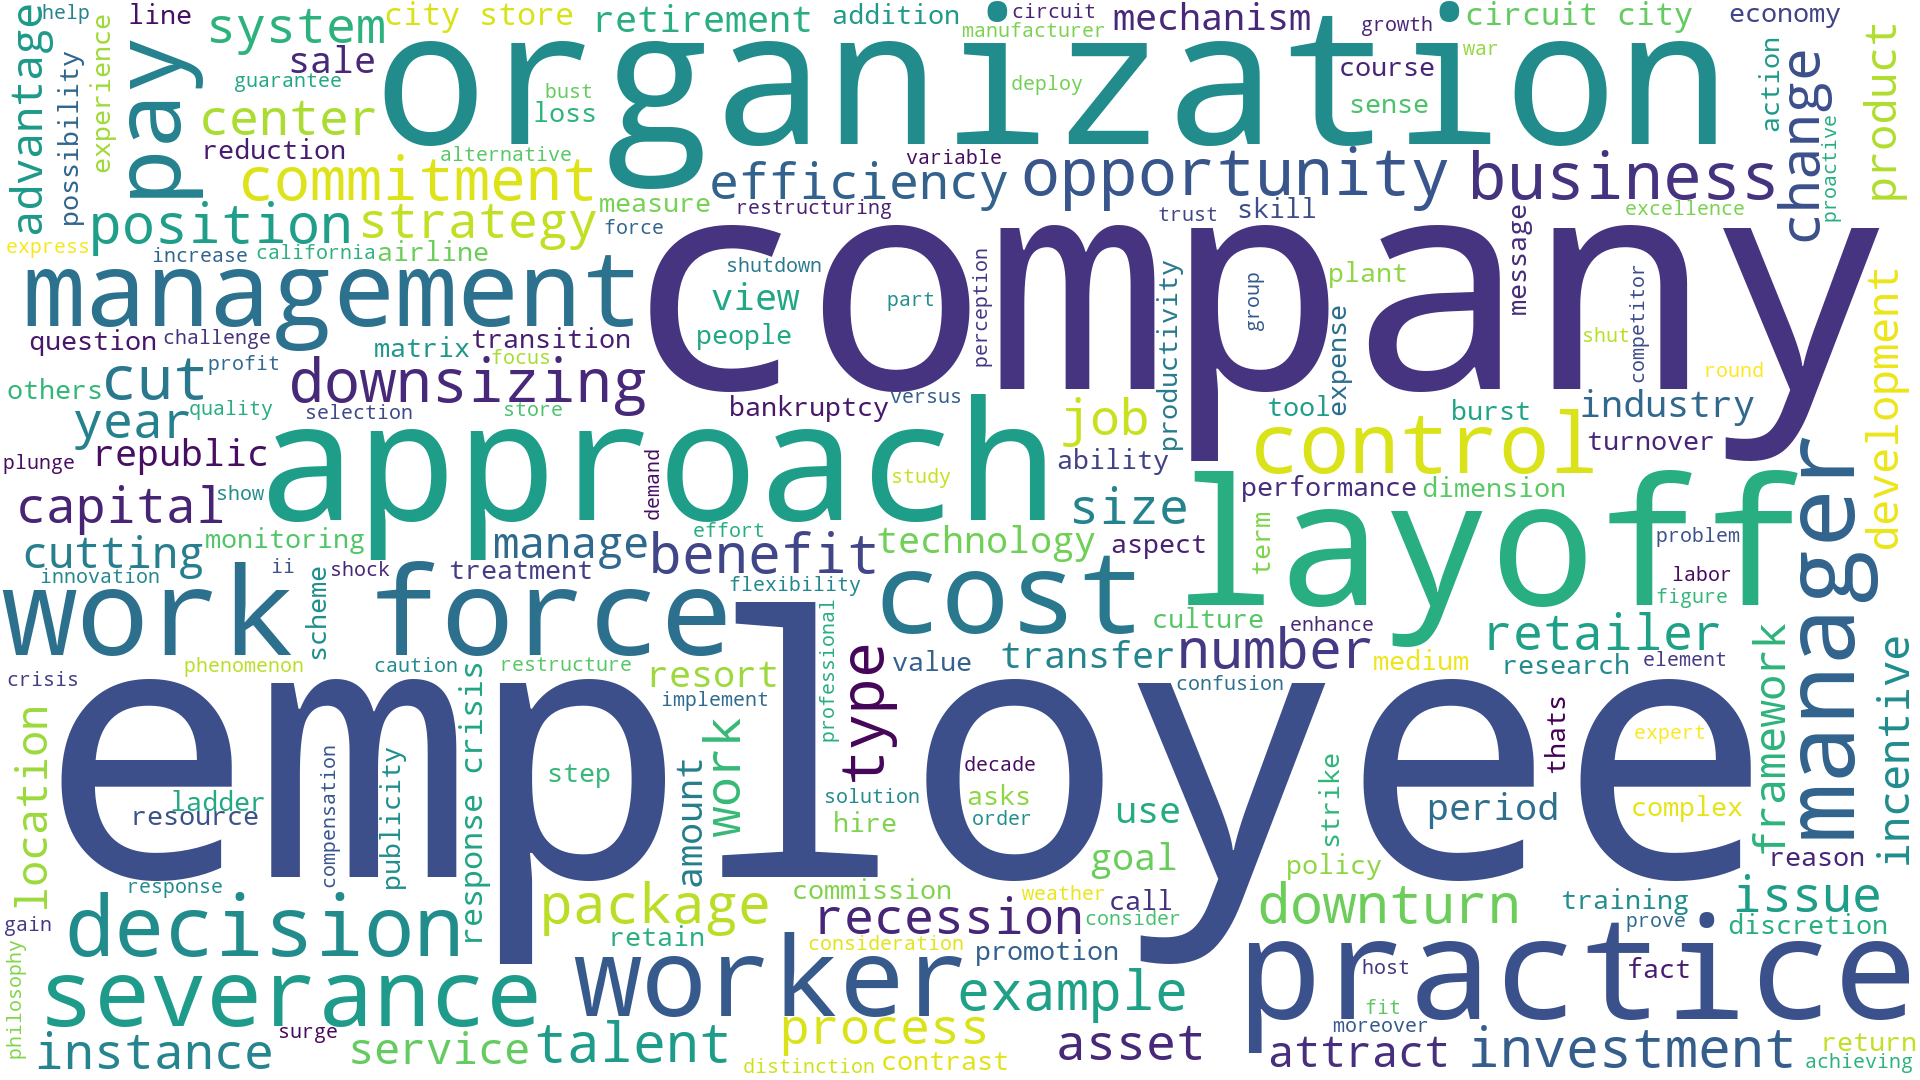 help
line
city store
retirement
addition
circuit
mechanism
growth
circuit city
economy
advantage
possibility
experience
pay
system
sale
guarantee
organization
manufacturer
bust
loss
deploy
course
sense
war
action
change
proactive
product
center
reduction
alternative
variable
commitment
efficiency
opportunity
business
position
strategy
measure
restructuring
force
trust
skill
excellence
message
express
increase
california
airline
company
management
shutdown
view
part
people
perception
productivity
group
plant
expense
competitor
shut
round
development
question
challenge
matrix
transition
profit
focus
others
cut
downsizing
year
quality
selection
store
bankruptcy
versus
job
tool
burst
industry
turnover
control
plunge
republic
approach
demand
study
ability
capital
show
size
performance
dimension
layoff
manager
cutting
monitoring
effort
manage
benefit
technology
aspect
term
problem
innovation
ii
shock
treatment
flexibility
labor
figure
work force
scheme
cost
culture
enhance
retailer
professional
number
crisis
phenomenon
caution
restructure
resort
value
transfer
medium
research
element
implement
confusion
response crisis
type
employee
framework
incentive
location
work
thats
expert
compensation
publicity
step
amount
decade
ladder
resource
solution
asks
order
hire
use
strike
period
complex
goal
policy
reason
response
package
commission
weather
call
consider
downturn
training
issue
prove
discretion
gain
decision
recession
retain
consideration
promotion
philosophy
severance
worker
example
practice
host
fact
fit
moreover
surge
process
instance
service
talent
distinction
contrast
asset
attract
investment
return
achieving